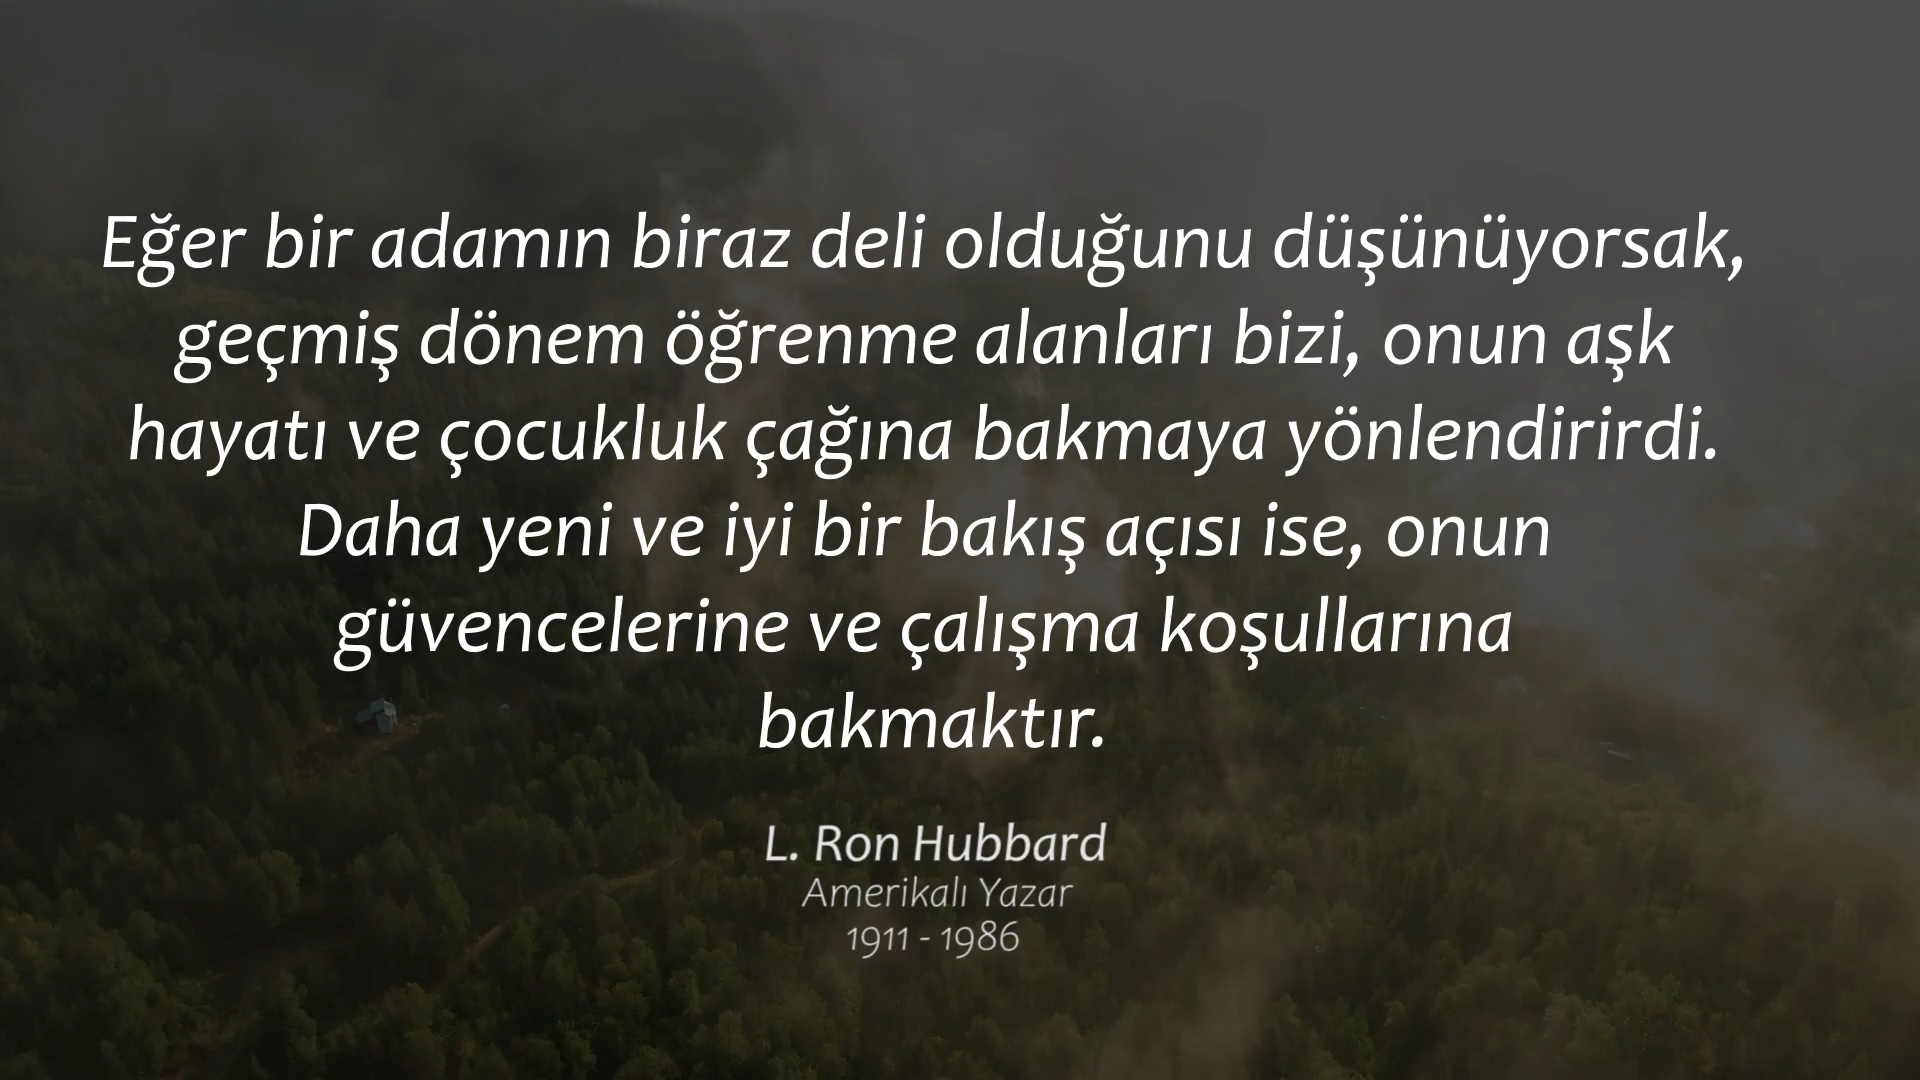 Eğer bir adamın biraz deli olduğunu düşünüyorsak,
geçmiş dönem öğrenme alanları bizi, onun aşk
hayatı ve çocukluk çağına bakmaya yönlendirirdi.
Daha yeni ve iyi bir bakış açısı ise, onun
güvencelerine ve çalışma koşullarına
bakmaktır.
L. Ron Hubbard
Amerikalı Yazar
1911 - 1986